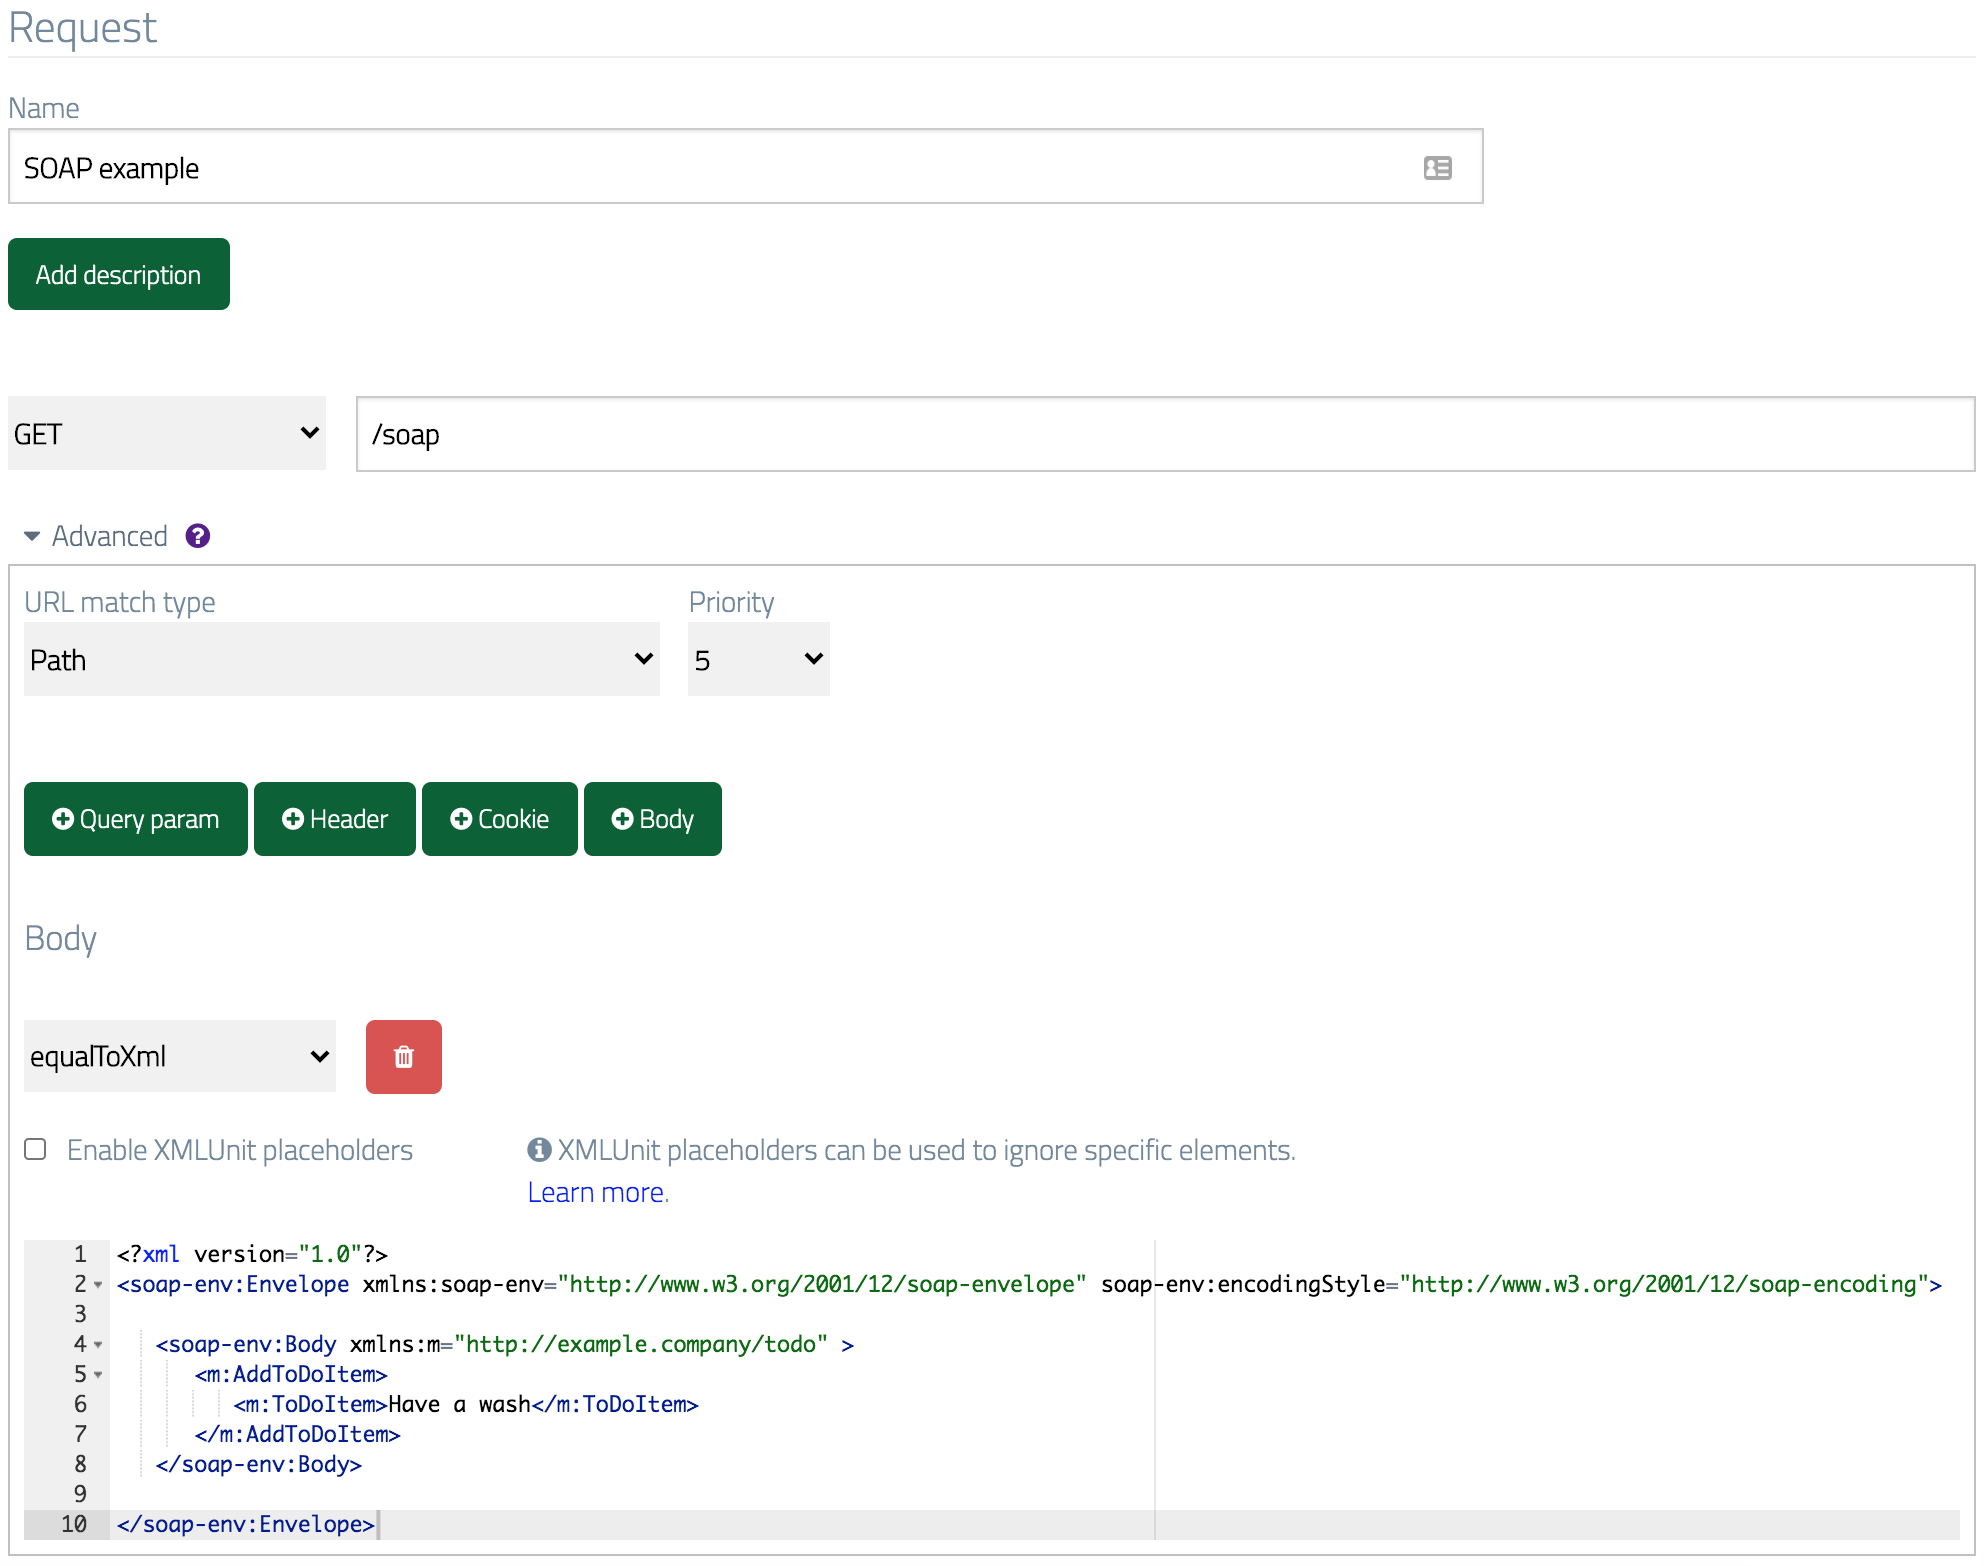 Request
Name
SOAP example
Add description
GET
/soap
Advanced ?
URL match type Priority
Path 5
Query param Header Cookie Body
Body
equalToXml
Enable XMLUnit placeholders XMLUnit placeholders can be used to ignore specific elements.
Learn more.
1 <?xml version="1.0"?>
2 <soap-env:Envelope xmlns:soap-env="http://www.w3.org/2001/12/soap-envelope" soap-env:encodingStyle="http://www.w3.org/2001/12/soap-encoding">
3
4 <soap-env:Body xmlns:m="http://example.company/todo" >
5 <m:AddToDoItem>
6 <m:ToDoItem>Have a wash</m:ToDoItem>
7 </m:AddToDoItem>
8 </soap-env:Body>
9
10 </soap-env:Envelope>